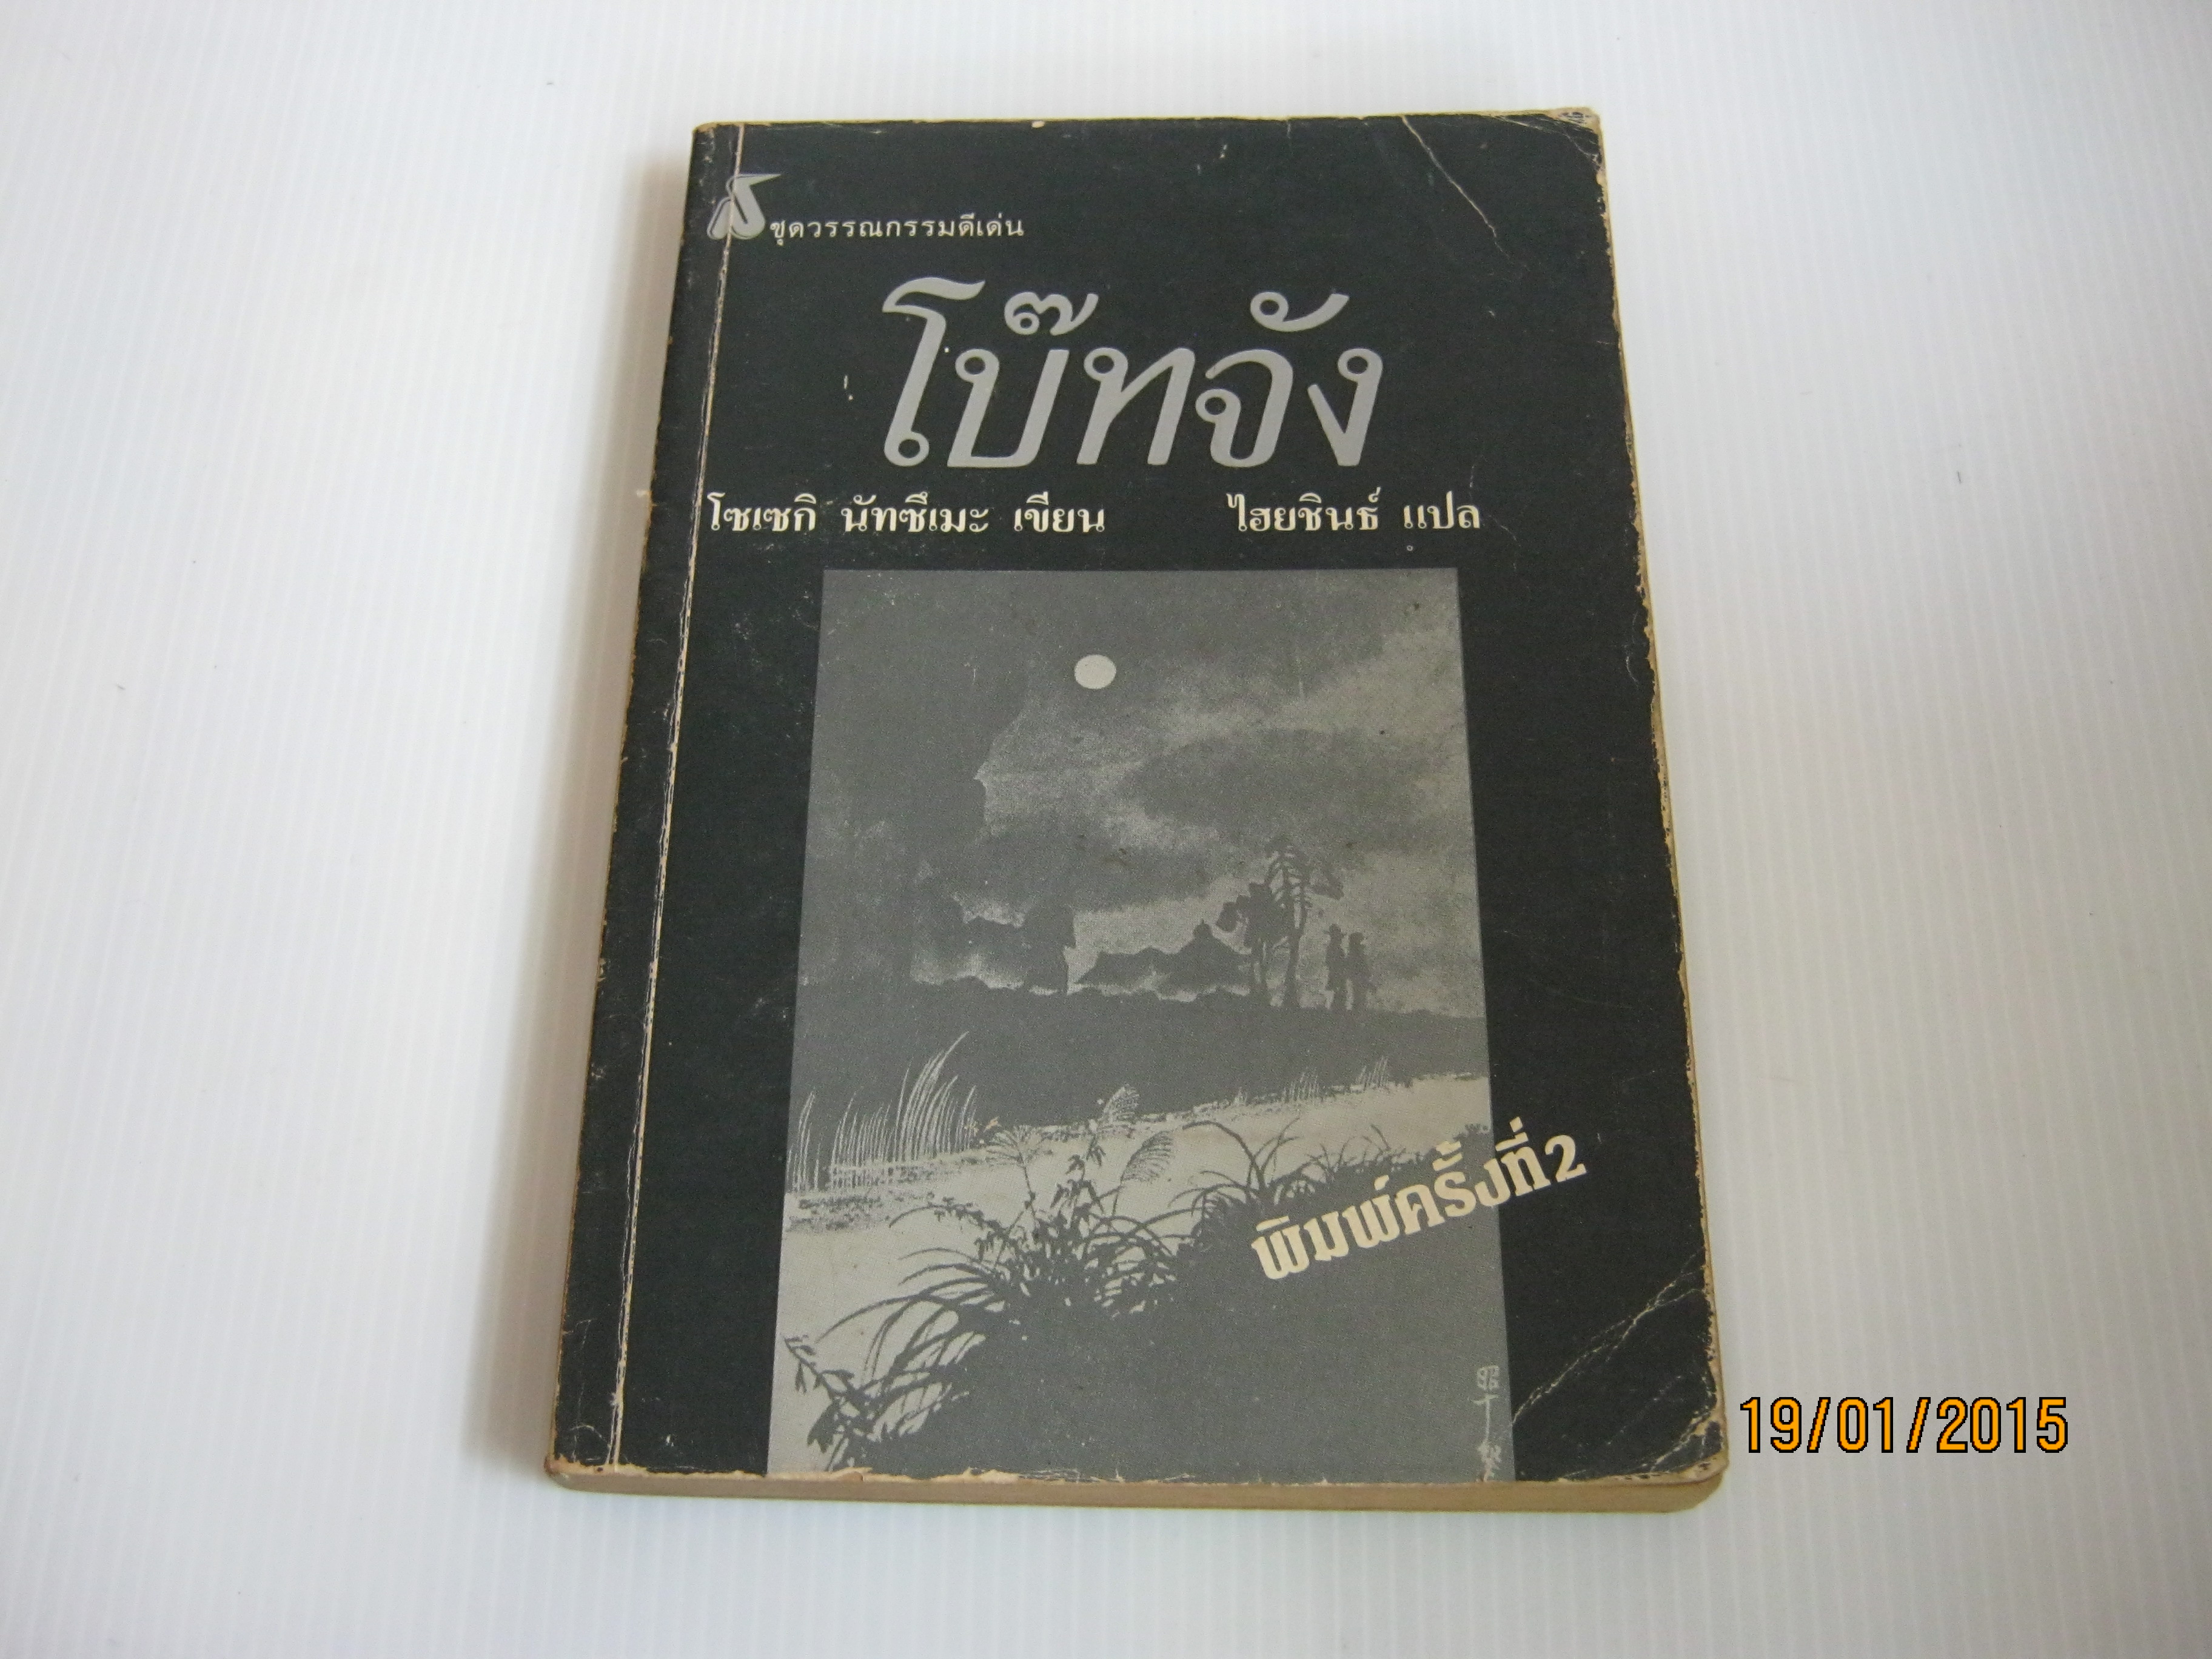 ชุดวรรณกรรมดีเด่น
โบ๊ทจัง
โซเซกิ นัทซึเมะ เขียน ไฮยชินธ์ แปล
พิมพ์ครั้งที่ 2
19/01/2015